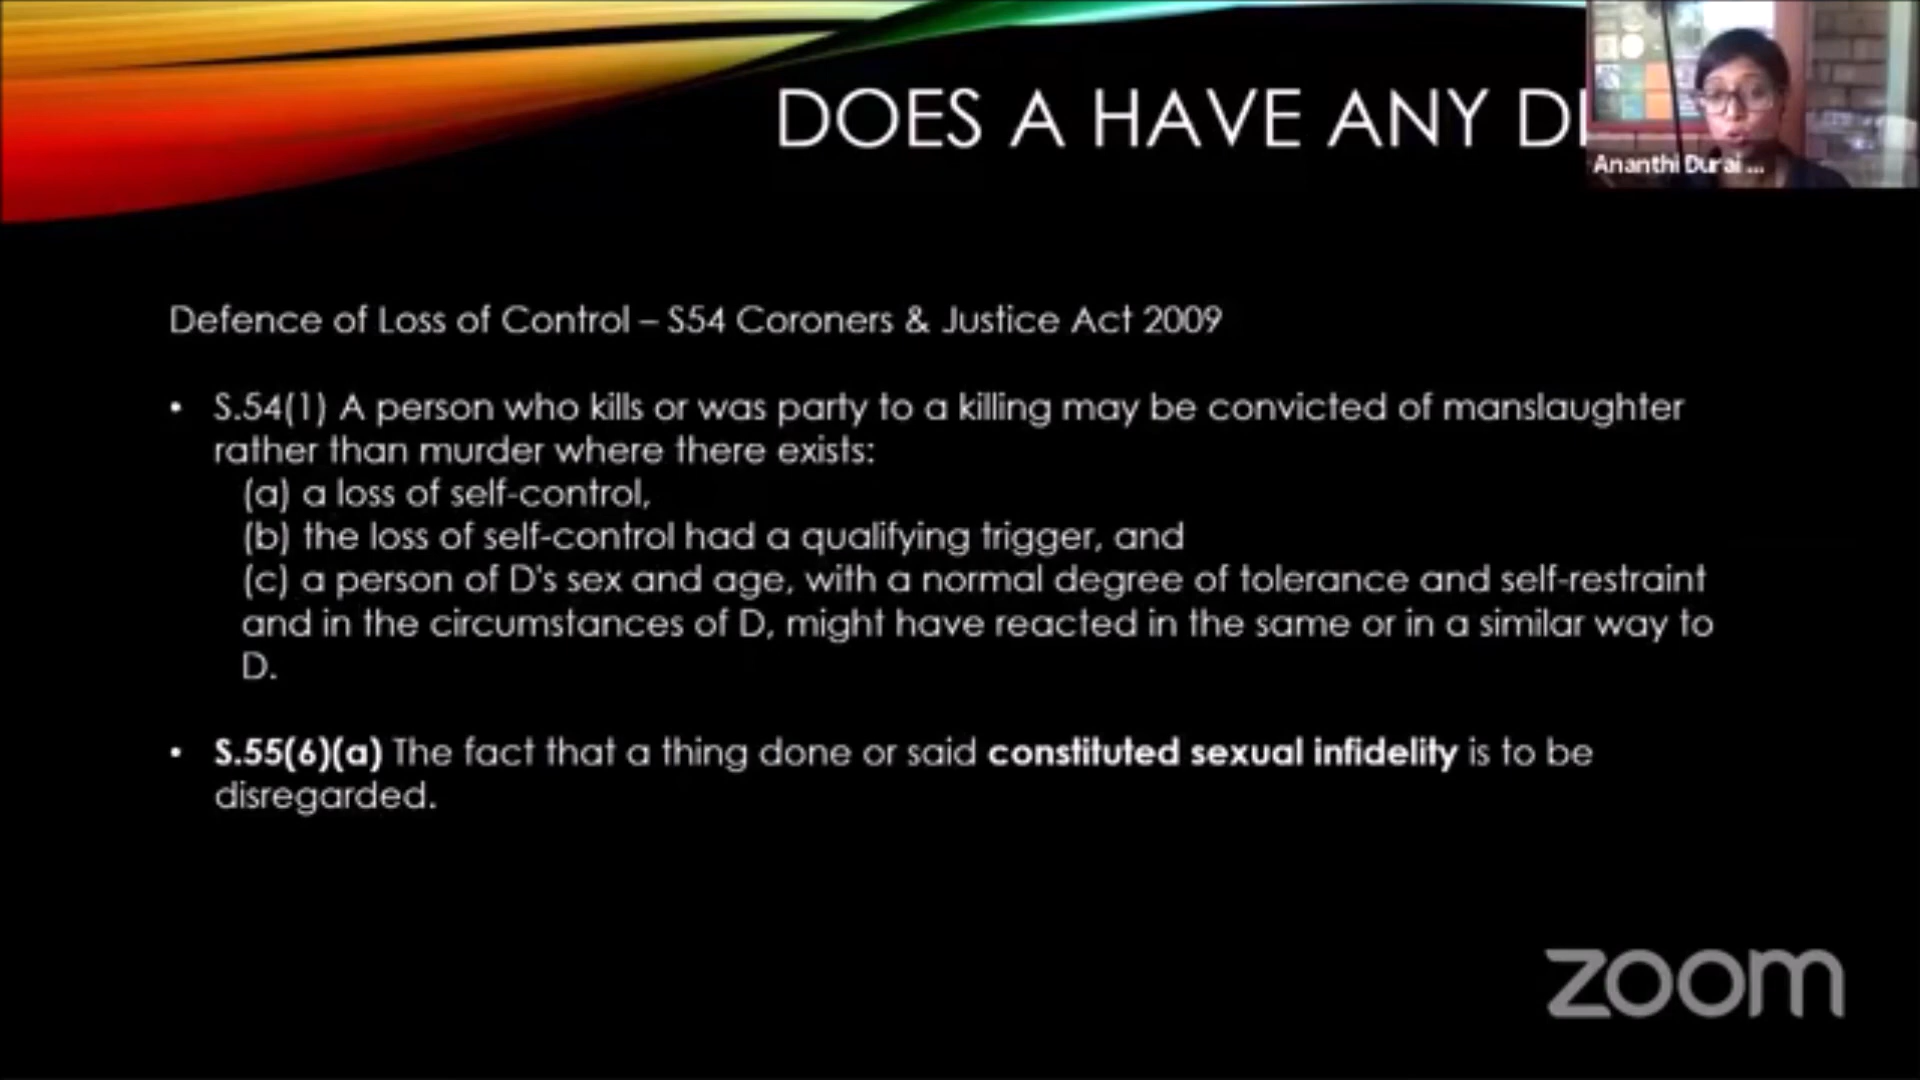 DOES A HAVE ANY
Ananthi Durai ...
Defence of Loss of Control – S54 Coroners & Justice Act 2009
• S.54(1) A person who kills or was party to a killing may be convicted of manslaughter
rather than murder where there exists:
(a) a loss of self-control,
(b) the loss of self-control had a qualifying trigger, and
(c) a person of D's sex and age, with a normal degree of tolerance and self-restraint
and in the circumstances of D, might have reacted in the same or in a similar way to
D.
• S.55(6)(a) The fact that a thing done or said constituted sexual infidelity is to be
disregarded.
zoom